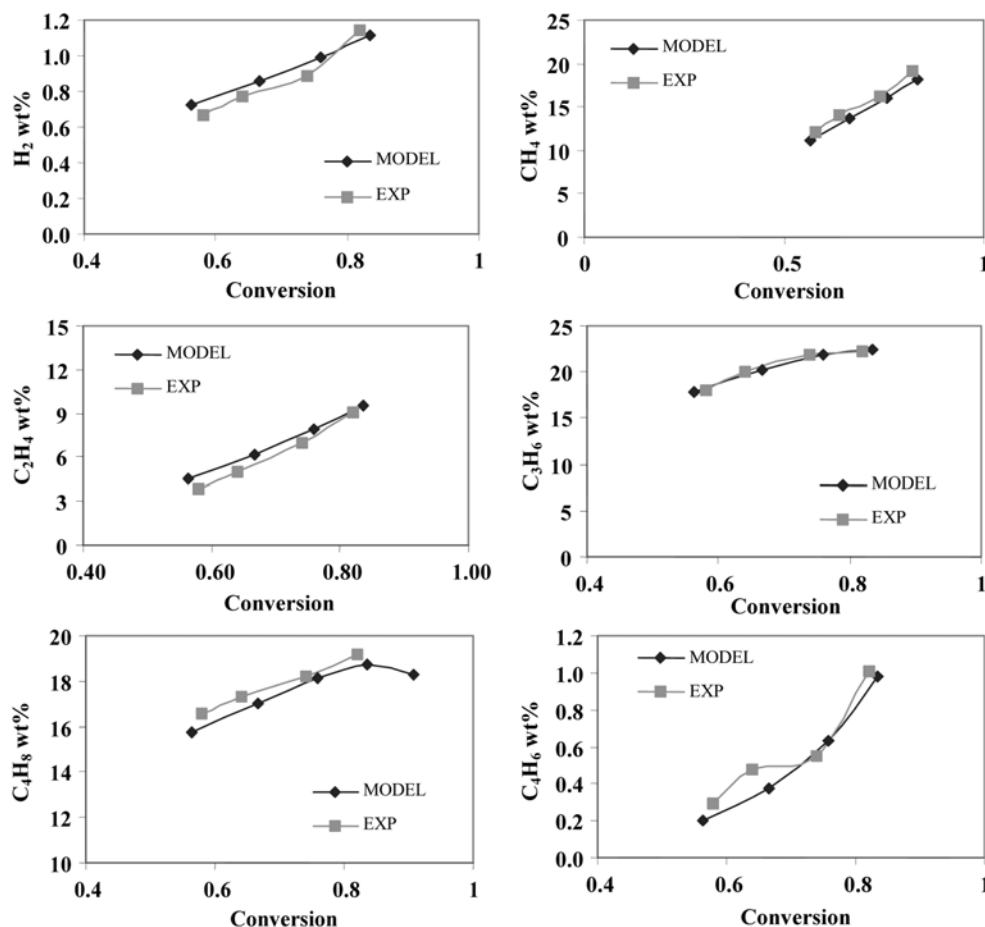 H₂ wt%
1.2
1.0
0.8
0.6
0.4
0.2
0.0
MODEL
EXP
0.4 0.6 0.8 1
Conversion
CH₄ wt%
25
20
15
10
5
0
MODEL
EXP
0 0.5 1
Conversion
C₂H₄ wt%
15
12
9
6
3
0
MODEL
EXP
0.40 0.60 0.80 1.00
Conversion
C₃H₆ wt%
25
20
15
10
5
0
MODEL
EXP
0.4 0.6 0.8 1
Conversion
C₄H₈ wt%
20
18
16
14
12
10
MODEL
EXP
0.4 0.6 0.8 1
Conversion
C₄H₆ wt%
1.2
1.0
0.8
0.6
0.4
0.2
0.0
MODEL
EXP
0.4 0.6 0.8 1
Conversion